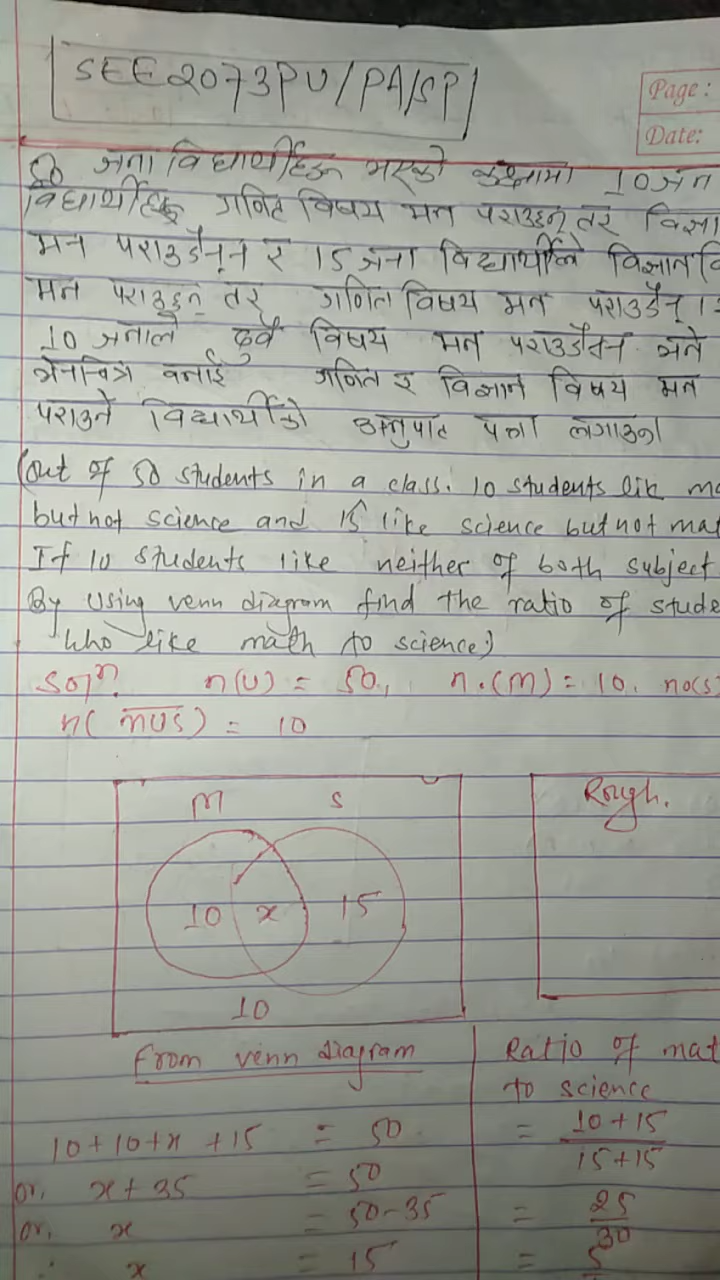 SEE2073PU/PA/SP
Page :
Date:
50 जना विद्यार्थीहरू भएको कक्षामा 10 जन
विद्यार्थीहरू गणित विषय मन पराउछन् तर विज्ञा
मन पराउदैनन् र 15 जना विद्यार्थीले विज्ञान वि
मन पराउछन् तर गणित विषय मन पराउदैनन् ।
10 जनाले दुवै विषय मन पराउदैनन भने
भेनचित्र बनाई गणित र विज्ञान विषय मन
पराउने विद्यार्थीको अनुपात पत्ता लगाउन।
(Out of 50 students in a class. 10 students lik ma
but not science and 15 like science but not mat
If 10 students like neither of both subject
By using venn diagram find the ratio of stude
who like math to science)
Solⁿ. n(U) = 50, n.(M) = 10. no(s)
n( \overline{MUS}) = 10
M S
10 x 15
10
Rough.
From venn diagram
10+10+x +15 = 50
or, x+35 = 50
or, x = 50-35
∴ x = 15
Ratio of mat
to science
= 10+15
15+15
= 25
30
= 5